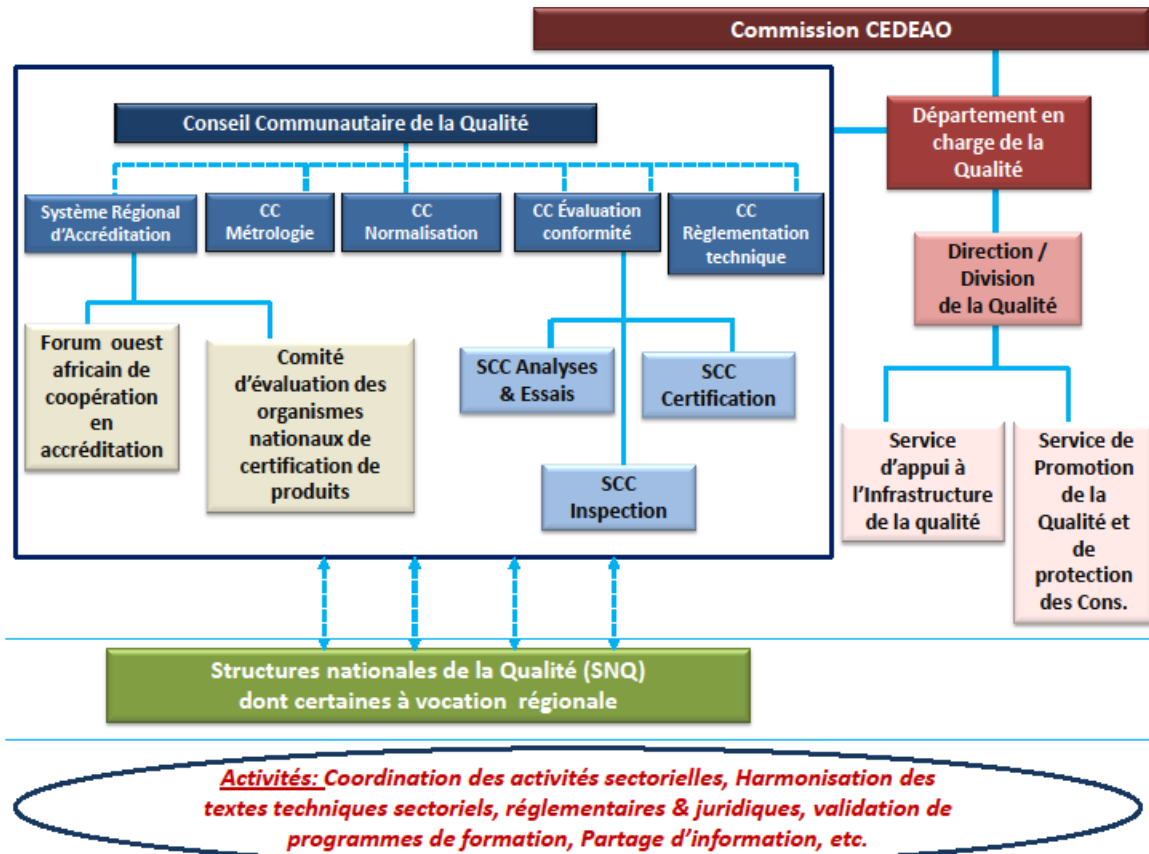 Commission CEDEAO
Conseil Communautaire de la Qualité
Département en
charge de la
Qualité
Système Régional
d'Accréditation
CC
Métrologie
CC
Normalisation
CC Évaluation
conformité
CC
Règlementation
technique
Direction /
Division
de la Qualité
Forum ouest
africain de
coopération
en
accréditation
Comité
d'évaluation des
organismes
nationaux de
certification de
produits
SCC Analyses
& Essais
SCC
Certification
SCC
Inspection
Service
d'appui à
l'Infrastructure
de la qualité
Service de
Promotion
de la
Qualité et
de
protection
des Cons.
Structures nationales de la Qualité (SNQ)
dont certaines à vocation régionale
Activités: Coordination des activités sectorielles, Harmonisation des
textes techniques sectoriels, réglementaires & juridiques, validation de
programmes de formation, Partage d'information, etc.